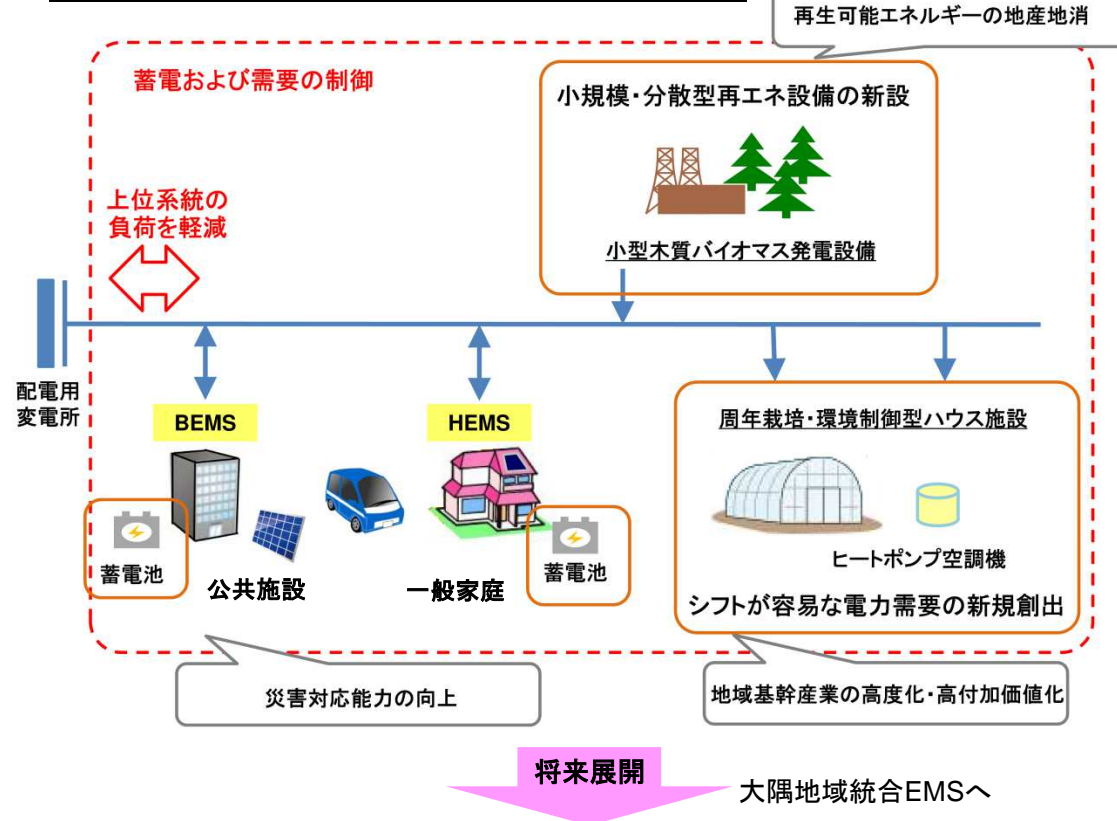 再生可能エネルギーの地産地消
蓄電および需要の制御
小規模・分散型再エネ設備の新設
上位系統の
負荷を軽減
小型木質バイオマス発電設備
配電用
変電所
BEMS
HEMS
周年栽培・環境制御型ハウス施設
蓄電池
公共施設
一般家庭
蓄電池
ヒートポンプ空調機
シフトが容易な電力需要の新規創出
災害対応能力の向上
地域基幹産業の高度化・高付加価値化
将来展開
大隅地域統合EMSへ